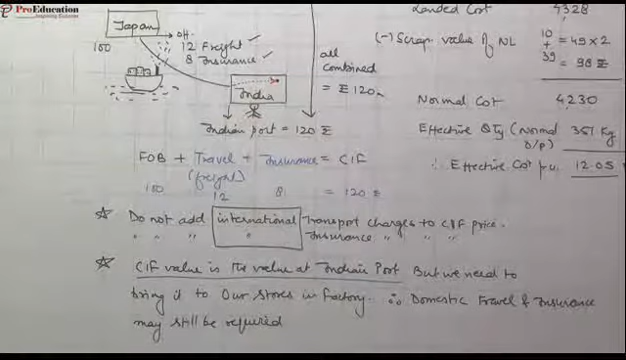 ProEducation
Inspiring Success
Japan
100
12 Freight ✓
8 Insurance ✓
all
combined
= ₹ 120
India
Indian port = 120 ₹
FOB + Travel + Insurance = CIF
(freight)
100 12 8 = 120 ₹
☆ Do not add international Transport charges to CIF price.
" " " " Insurance " " "
☆ CIF value is the value at Indian Port But we need to
bring it to our stores in factory. ∴ Domestic Travel & Insurance
may still be required
Landed Cost 4328
(-) Scrap value of NL 10
+ = 49 × 2
39 = 98 ₹
Normal Cost 4230
Effective Qty (Normal 351 Kg
O/P)
∴ Effective Cost p.u. 12.05